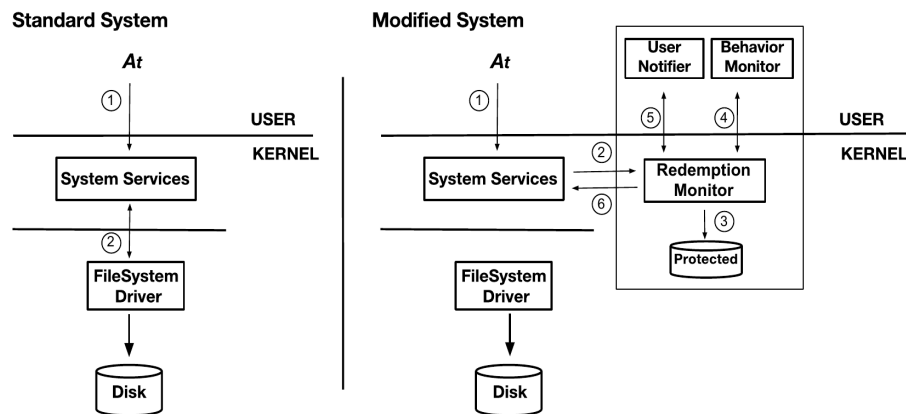 Standard System
At
1
USER
KERNEL
System Services
2
FileSystem
Driver
Disk
Modified System
At
1
User
Notifier
Behavior
Monitor
5
4
USER
KERNEL
System Services
2
6
Redemption
Monitor
3
Protected
FileSystem
Driver
Disk